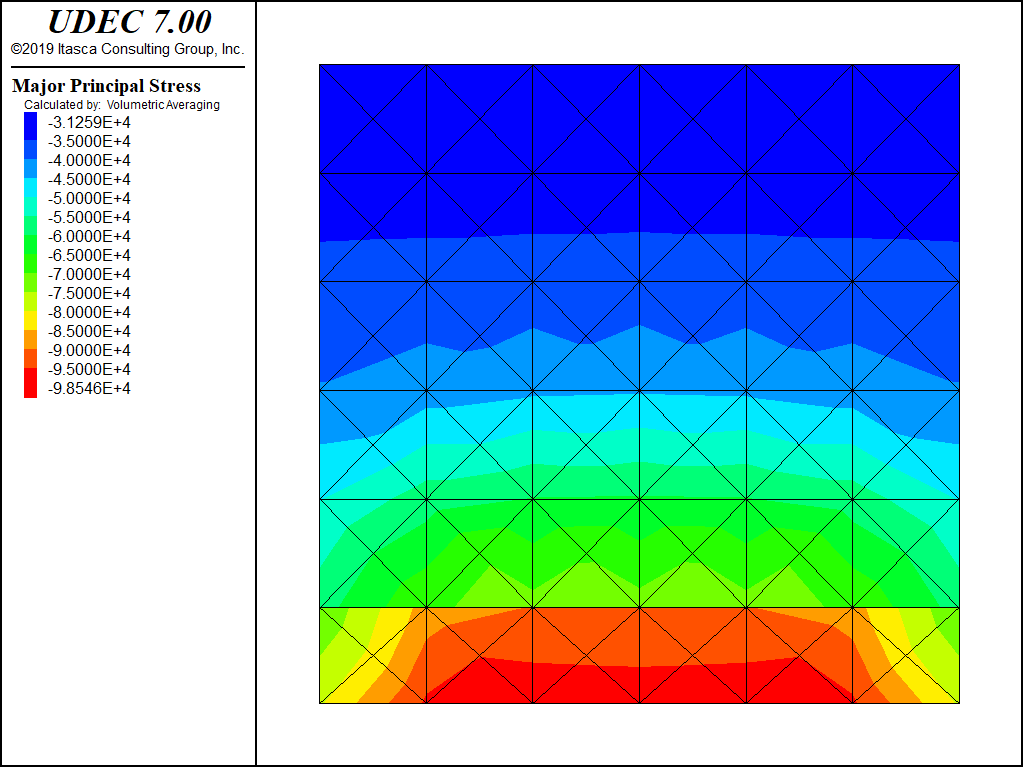 UDEC 7.00
©2019 Itasca Consulting Group, Inc.
Major Principal Stress
Calculated by: VolumetricAveraging
-3.1259E+4
-3.5000E+4
-4.0000E+4
-4.5000E+4
-5.0000E+4
-5.5000E+4
-6.0000E+4
-6.5000E+4
-7.0000E+4
-7.5000E+4
-8.0000E+4
-8.5000E+4
-9.0000E+4
-9.5000E+4
-9.8546E+4